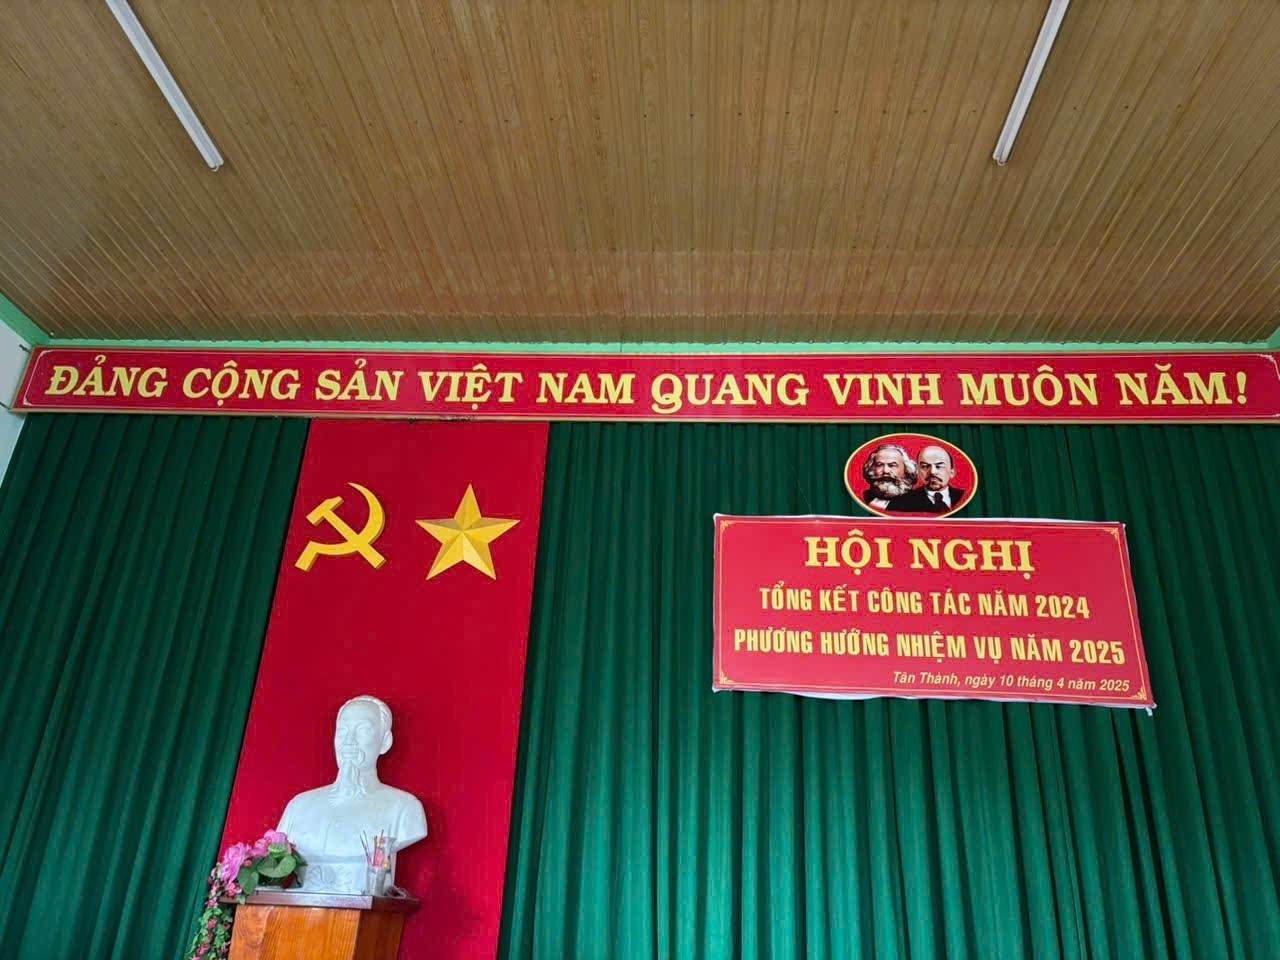 ĐẢNG CỘNG SẢN VIỆT NAM QUANG VINH MUÔN NĂM!
HỘI NGHỊ
TỔNG KẾT CÔNG TÁC NĂM 2024
PHƯƠNG HƯỚNG NHIỆM VỤ NĂM 2025
Tân Thành, ngày 10 tháng 4 năm 2025